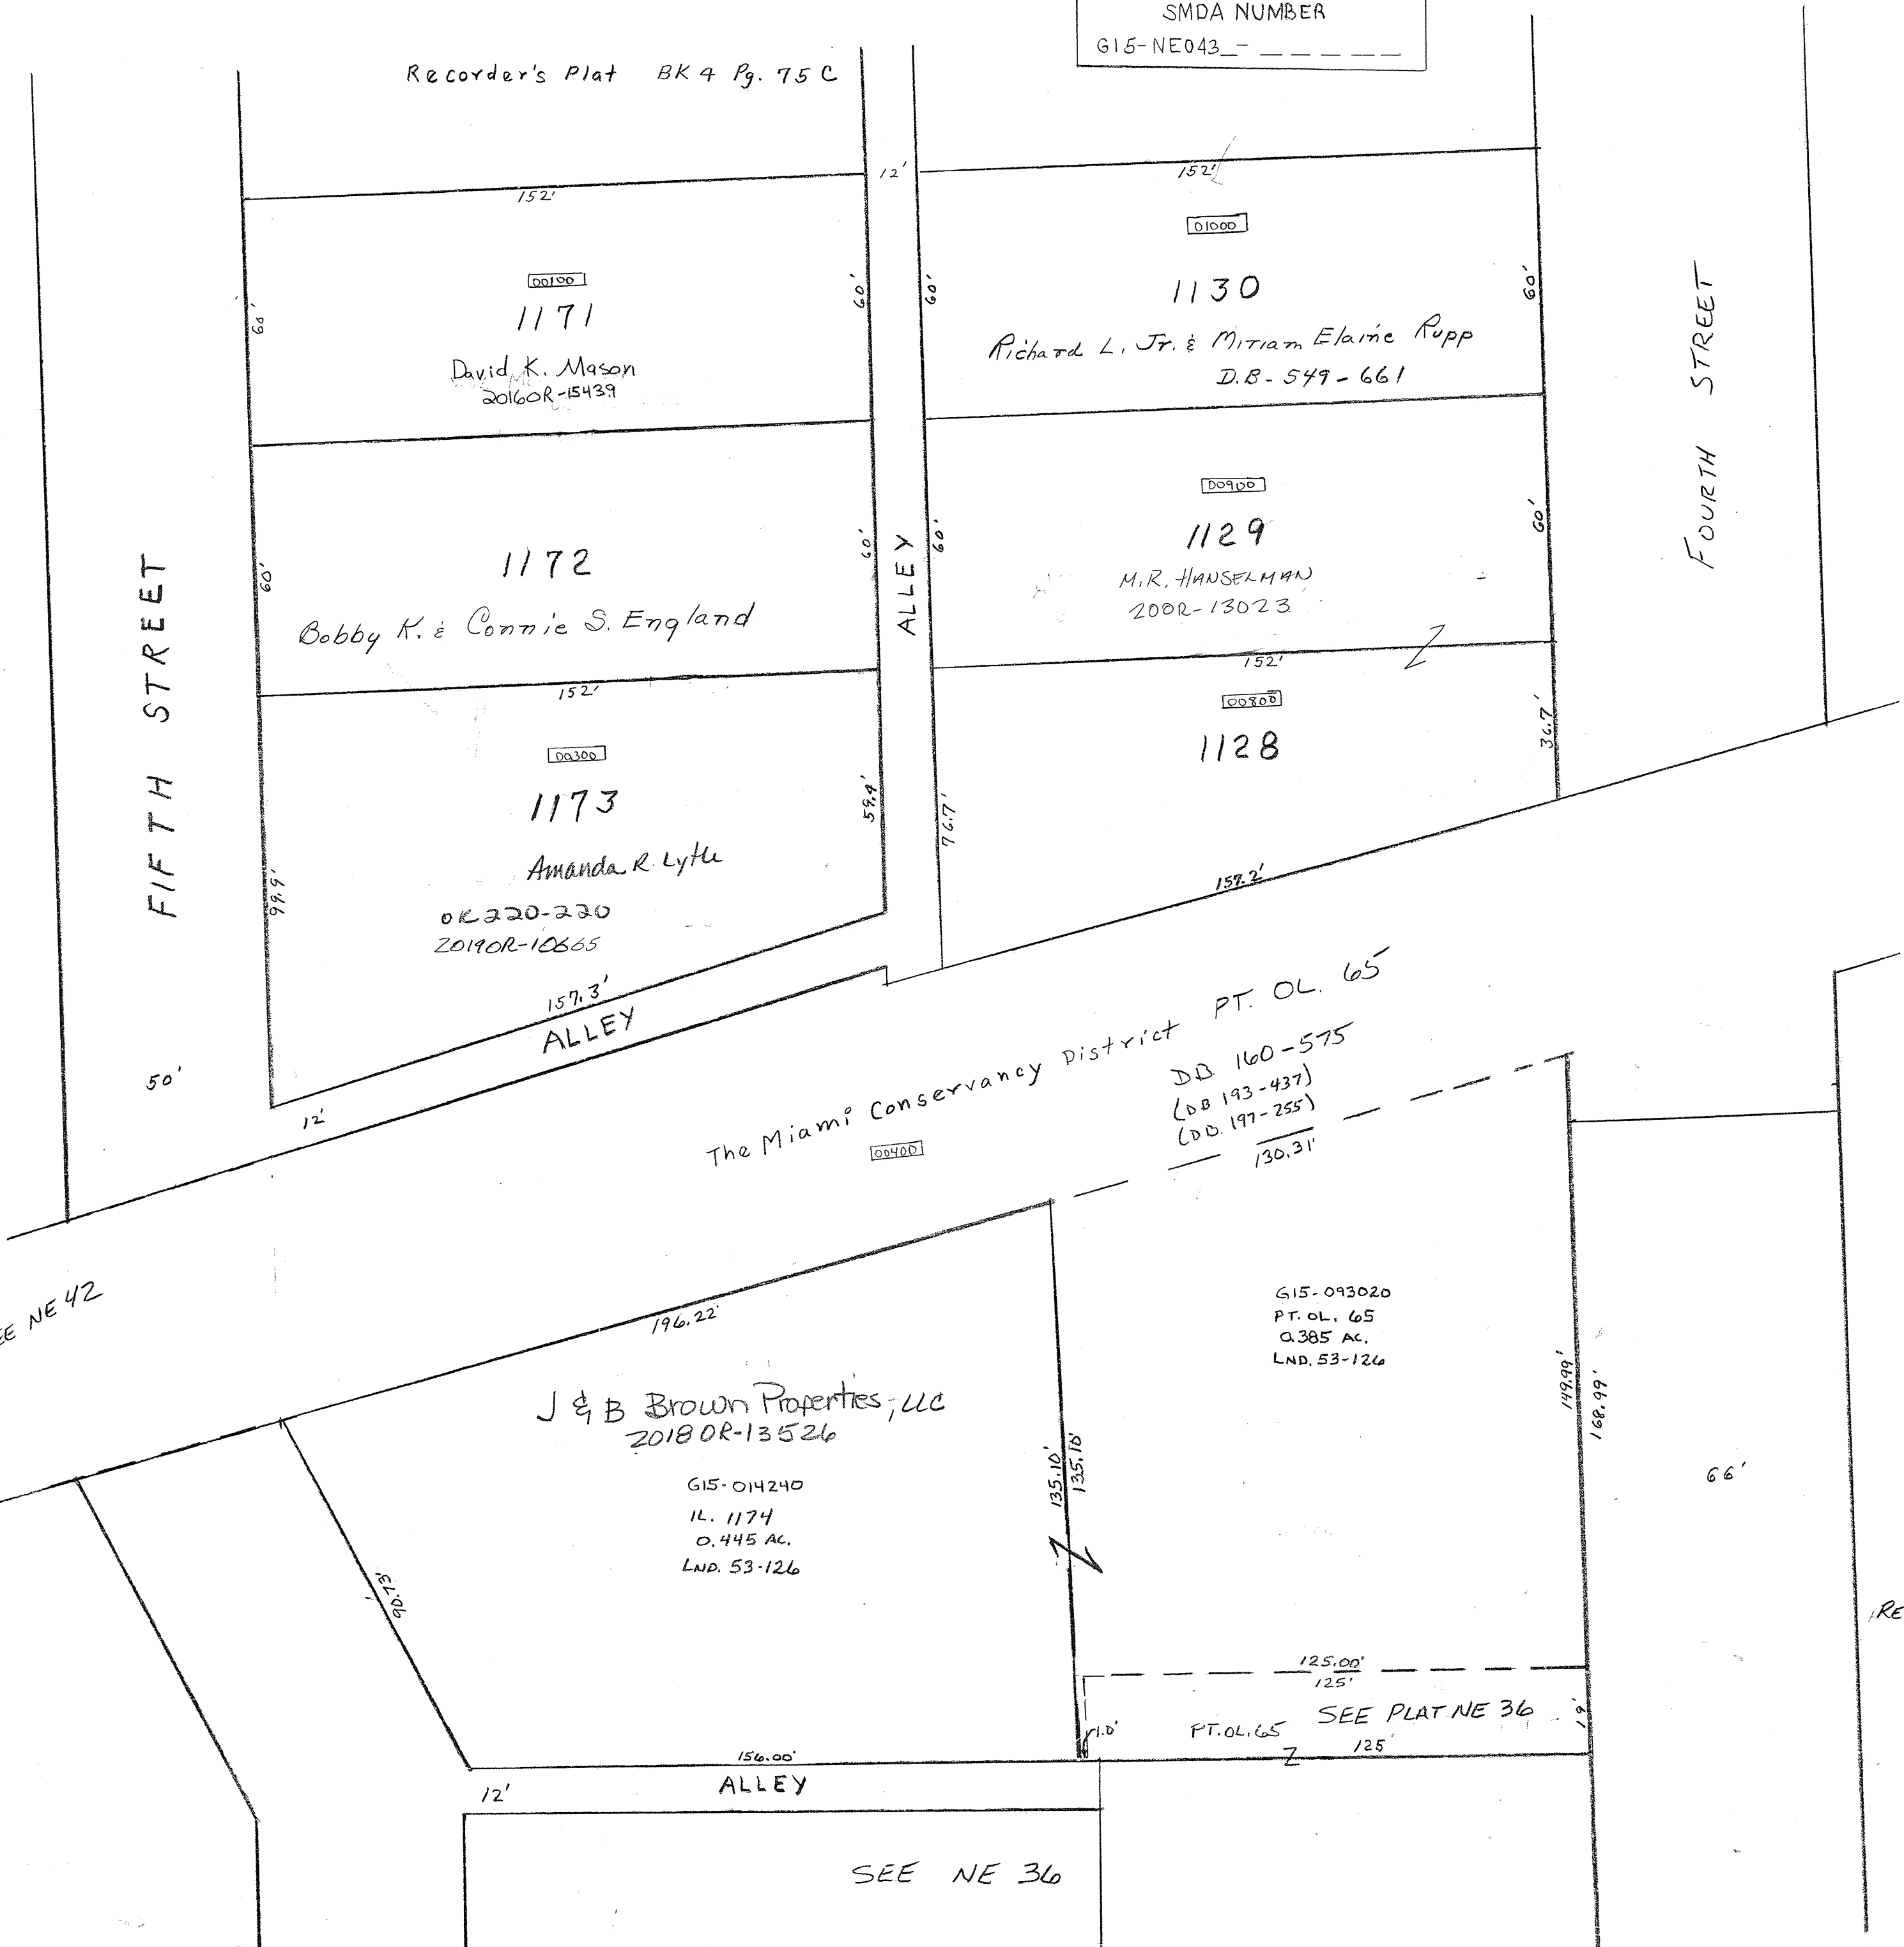 SMDA NUMBER
G15-NE043_- _ _ _ _ _
Recorder's Plat BK 4 Pg. 75 C
12'
152'
152'
00100
1171
David K. Mason
2016OR-15439
60'
60'
60'
01000
1130
Richard L. Jr. & Miriam Elaine Rupp
D.B-549-661
60'
FOURTH STREET
1172
Bobby K. & Connie S. England
60'
60'
ALLEY
60'
00900
1129
M.R. HANSELMAN
200R-13023
60'
FIFTH STREET
152'
152'
00300
1173
Amanda R. Lytle
OR 220-220
2019OR-10665
99.9'
59.4'
157.3'
ALLEY
00800
1128
76.7'
36.7'
157.2'
50'
12'
The Miami Conservancy District PT. OL. 65
00400
DB 160-575
(DB 193-437)
(DB. 197-255)
130.31'
NE 42
196.22'
J & B Brown Properties, LLC
2018OR-13526
G15-014240
IL. 1174
0.445 AC.
LND. 53-126
90.73'
135.10'
135.10'
G15-093020
PT. OL. 65
0.385 AC.
LND. 53-126
149.99'
168.99'
66'
RE
125.00'
125'
SEE PLAT NE 36
PT. OL. 65
1.0'
19'
125'
156.00'
12'
ALLEY
SEE NE 36